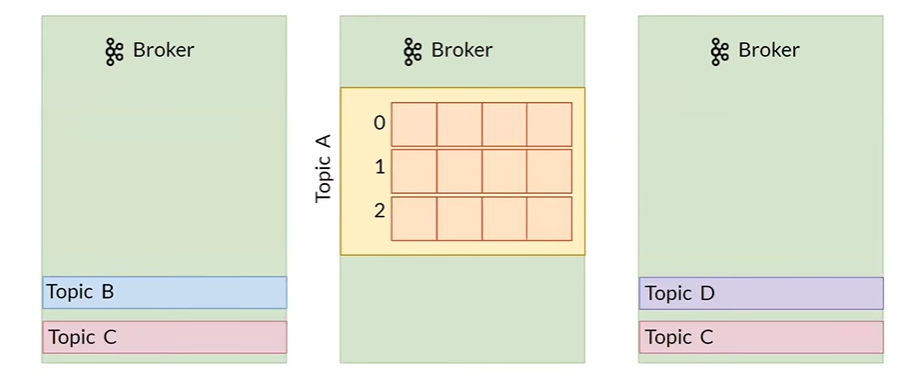 Broker
Broker
Broker
Topic A
0
1
2
Topic B
Topic C
Topic D
Topic C